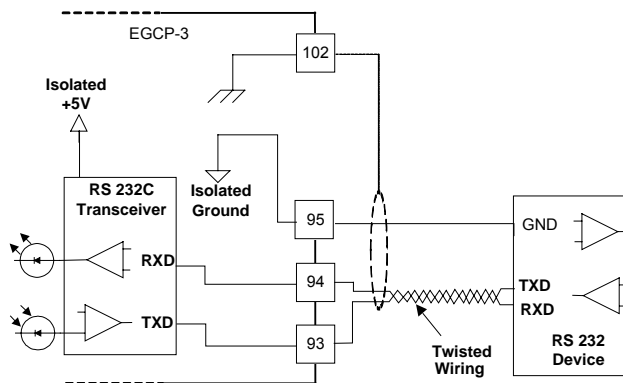 EGCP-3
102
Isolated
+5V
RS 232C
Transceiver
Isolated
Ground
95
GND
RXD
94
TXD
RXD
TXD
93
Twisted
Wiring
RS 232
Device